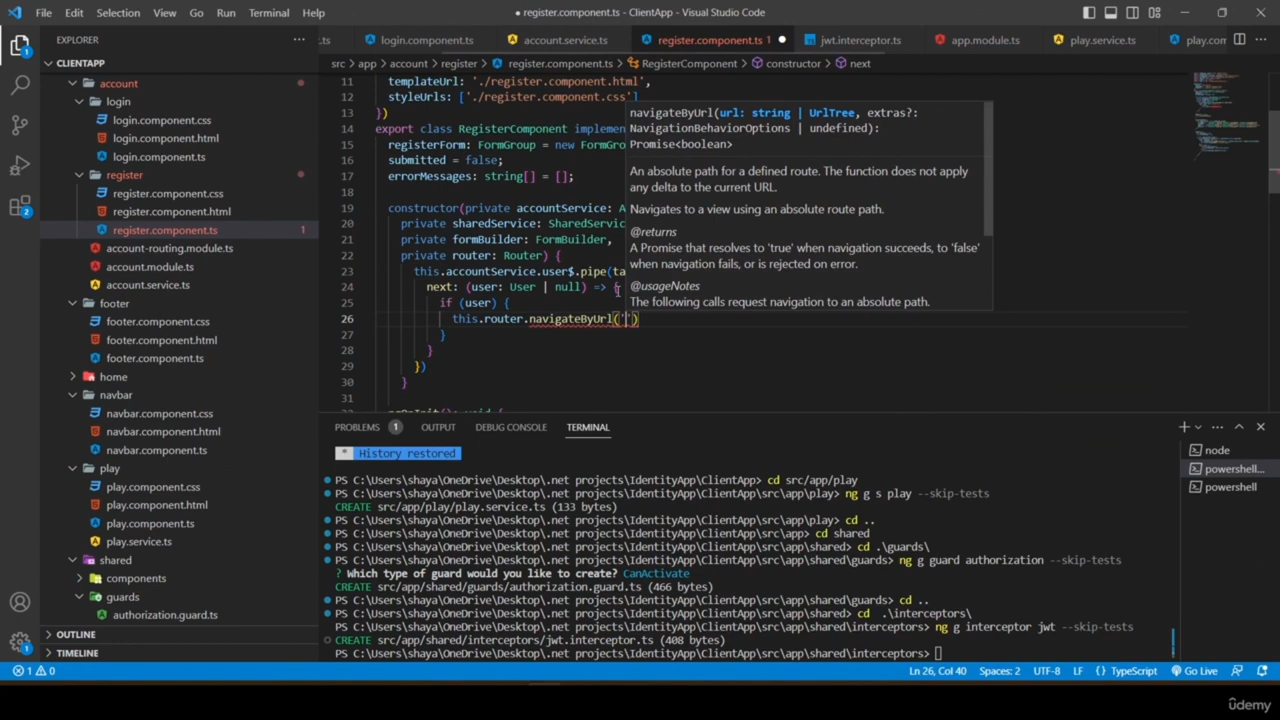 File Edit Selection View Go Run Terminal Help
● register.component.ts - ClientApp - Visual Studio Code
EXPLORER
.ts
login.component.ts
account.service.ts
register.component.ts 1
jwt.interceptor.ts
app.module.ts
play.service.ts
play.com
CLIENTAPP
src > app > account > register > register.component.ts > RegisterComponent > constructor > next
account
login
login.component.css
login.component.html
login.component.ts
register
register.component.css
register.component.html
register.component.ts 1
account-routing.module.ts
account.module.ts
account.service.ts
footer
footer.component.css
footer.component.html
footer.component.ts
home
navbar
navbar.component.css
navbar.component.html
navbar.component.ts
play
play.component.css
play.component.html
play.component.ts
play.service.ts
shared
components
guards
authorization.guard.ts
OUTLINE
TIMELINE
11 templateUrl: './register.component.html',
12 styleUrls: ['./register.component.css']
13 })
14 export class RegisterComponent implemen
15 registerForm: FormGroup = new FormGro
16 submitted = false;
17 errorMessages: string[] = [];
18
19 constructor(private accountService: A
20 private sharedService: SharedServic
21 private formBuilder: FormBuilder,
22 private router: Router) {
23 this.accountService.user$.pipe(ta
24 next: (user: User | null) => {
25 if (user) {
26 this.router.navigateByUrl('')
27 }
28 }
29 })
30 }
31
navigateByUrl(url: string | UrlTree, extras?:
NavigationBehaviorOptions | undefined):
Promise<boolean>
An absolute path for a defined route. The function does not apply
any delta to the current URL.
Navigates to a view using an absolute route path.
@returns
A Promise that resolves to 'true' when navigation succeeds, to 'false'
when navigation fails, or is rejected on error.
@usageNotes
The following calls request navigation to an absolute path.
PROBLEMS 1 OUTPUT DEBUG CONSOLE TERMINAL
* History restored
PS C:\Users\shaya\OneDrive\Desktop\.net projects\IdentityApp\ClientApp> cd src/app/play
PS C:\Users\shaya\OneDrive\Desktop\.net projects\IdentityApp\ClientApp\src\app\play> ng g s play --skip-tests
CREATE src/app/play/play.service.ts (133 bytes)
PS C:\Users\shaya\OneDrive\Desktop\.net projects\IdentityApp\ClientApp\src\app\play> cd ..
PS C:\Users\shaya\OneDrive\Desktop\.net projects\IdentityApp\ClientApp\src\app> cd shared
PS C:\Users\shaya\OneDrive\Desktop\.net projects\IdentityApp\ClientApp\src\app\shared> cd .\guards\
PS C:\Users\shaya\OneDrive\Desktop\.net projects\IdentityApp\ClientApp\src\app\shared\guards> ng g guard authorization --skip-tests
? Which type of guard would you like to create? CanActivate
CREATE src/app/shared/guards/authorization.guard.ts (466 bytes)
PS C:\Users\shaya\OneDrive\Desktop\.net projects\IdentityApp\ClientApp\src\app\shared\guards> cd ..
PS C:\Users\shaya\OneDrive\Desktop\.net projects\IdentityApp\ClientApp\src\app\shared> cd .\interceptors\
PS C:\Users\shaya\OneDrive\Desktop\.net projects\IdentityApp\ClientApp\src\app\shared\interceptors> ng g interceptor jwt --skip-tests
CREATE src/app/shared/interceptors/jwt.interceptor.ts (408 bytes)
PS C:\Users\shaya\OneDrive\Desktop\.net projects\IdentityApp\ClientApp\src\app\shared\interceptors>
node
powershell...
powershell
1 0
Ln 26, Col 40 Spaces: 2 UTF-8 LF {} TypeScript Go Live
ûdemy